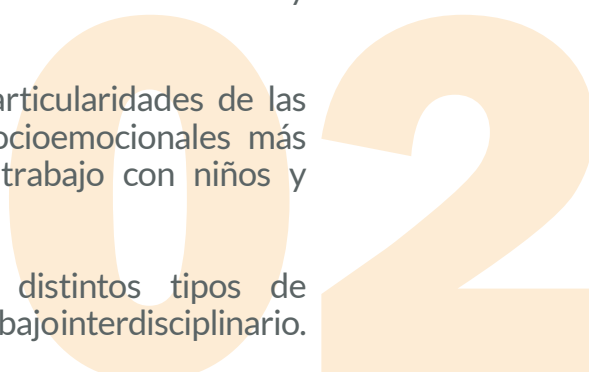 y
articularidades de las
ocioemocionales más
trabajo con niños y
distintos tipos de
bajointerdisciplinario.
02